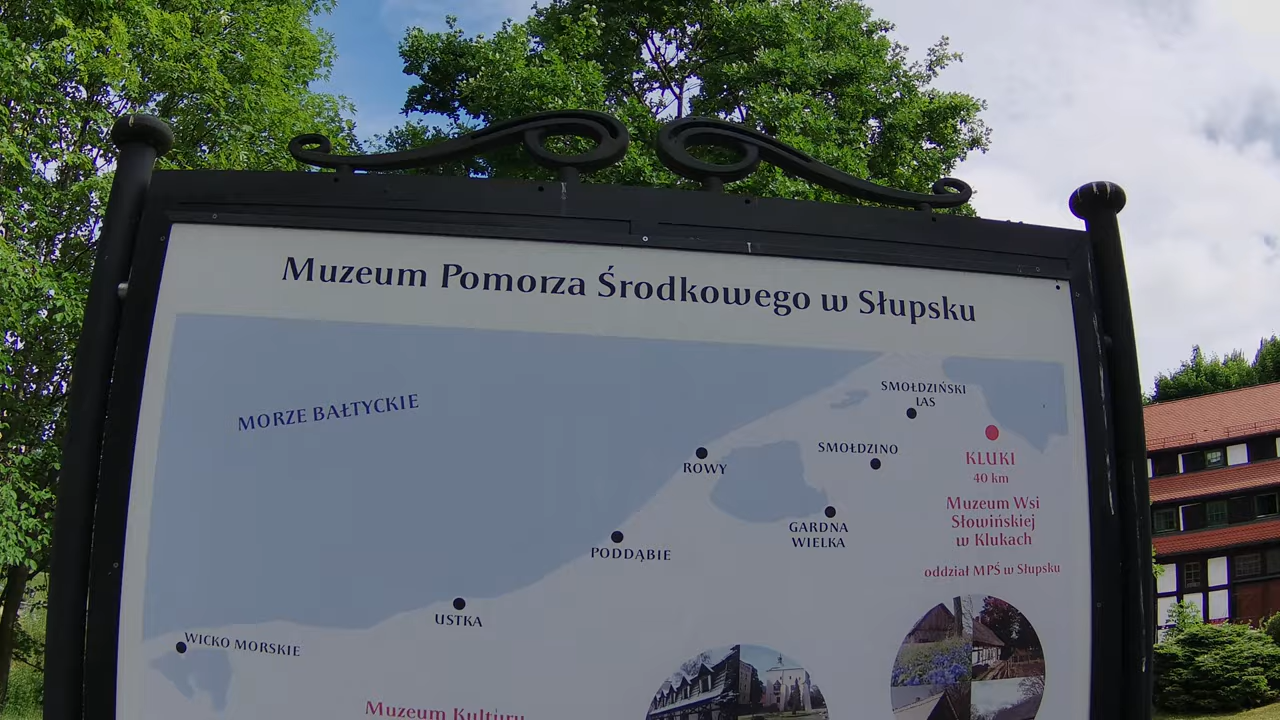 Muzeum Pomorza Środkowego w Słupsku
MORZE BAŁTYCKIE
SMOŁDZIŃSKI
LAS
SMOŁDZINO
ROWY
KLUKI
40 km
Muzeum Wsi
Słowińskiej
w Klukach
oddział MPŚ w Słupsku
GARDNA
WIELKA
PODDĄBIE
USTKA
WICKO MORSKIE
Muzeum Kultury